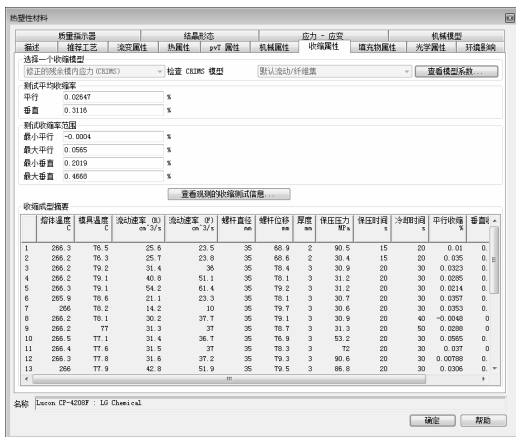 热塑性材料
质量指示器 结晶形态 应力 - 应变 机械模型
描述 推荐工艺 流变属性 热属性 pvT 属性 机械属性 收缩属性 填充物属性 光学属性 环境影响
选择一个收缩模型
修正的残余模内应力(CRIMS) 检查 CRIMS 模型 默认流动/纤维集 查看模型系数...
测试平均收缩率
平行 0.02647 %
垂直 0.3116 %
测试收缩率范围
最小平行 -0.0004 %
最大平行 0.0565 %
最小垂直 0.2019 %
最大垂直 0.4668 %
查看观测的收缩测试信息...
收缩成型摘要
熔体温度 模具温度 流动速率 (R) 流动速率 (F) 螺杆直径 螺杆位移 厚度 保压压力 保压时间 冷却时间 平行收缩
C C cm^3/s cm^3/s mm mm mm MPa s s %
1 266.3 76.5 25.6 23.5 35 68.9 2 90.5 15 20 0.01 0.
2 266.2 76.3 25.7 23.8 35 68.6 2 30.4 15 20 0.035 0.
3 266.2 79.2 31.4 36 35 78.4 3 30.9 20 30 0.0323 0.
4 266.2 79.1 40.8 51.1 35 78.1 3 31.2 20 30 0.0285 0.
5 266.3 79.1 54.2 61.4 35 79.2 3 31.2 20 30 0.0214 0.
6 265.9 78.6 21.1 23.3 35 78.1 3 30.7 20 30 0.0357 0.
7 266 78.2 14.2 10 35 79.7 3 30.6 20 30 0.0353 0.
8 266.2 78.1 30.2 37.7 35 79.1 3 30.9 20 40 -0.0048 0.
9 266.2 77 31.3 37 35 78.7 3 31.3 20 50 0.0288 0
10 266.5 77.1 31.4 36.7 35 76.9 3 53.2 20 30 0.0565 0.
11 266.4 77.6 31.5 37 35 78.3 3 72 20 30 0.037 0
12 266.3 77.8 31.6 37.2 35 79.3 3 90.6 20 30 0.00788 0.
13 266 77.9 42.8 51.9 35 79.5 3 86.8 20 30 0.0306 0.
名称 Lucon CP-4208F : LG Chemical
确定 帮助